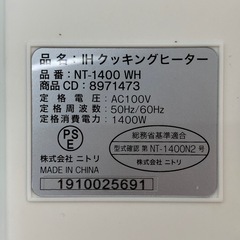 品名:IHクッキングヒーター
品番:NT-1400 WH
商品CD:8971473
定格電圧:AC100V
定格周波数:50Hz/60Hz
定格消費電力:1400W
PSE
総務省基準適合
型式確認 第 NT-1400N2 号
株式会社 ニトリ
株式会社 ニトリ
MADE IN CHINA
1910025691